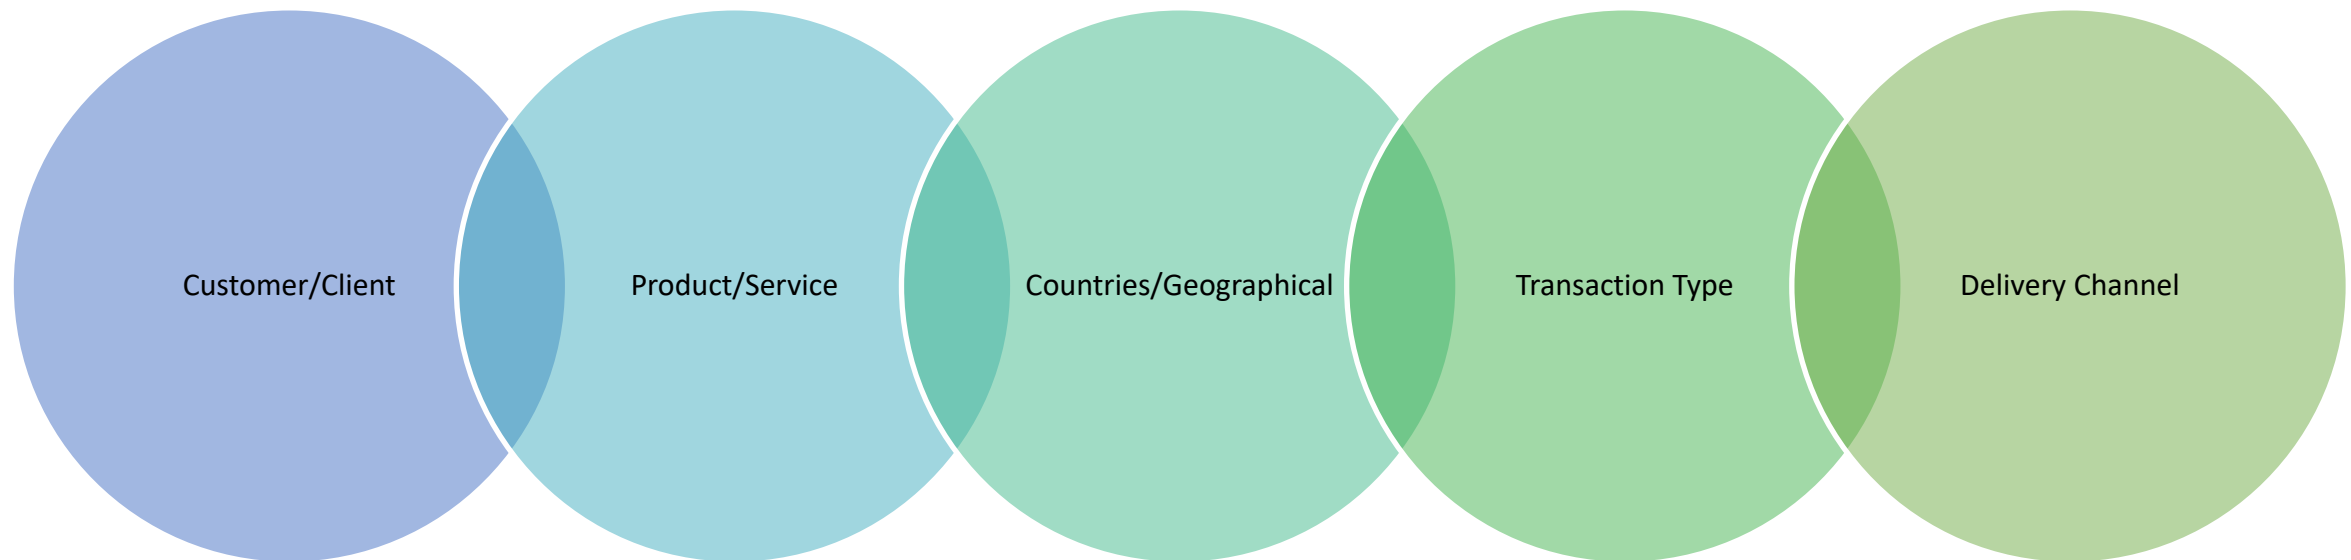 Customer/Client
Product/Service
Countries/Geographical
Transaction Type
Delivery Channel